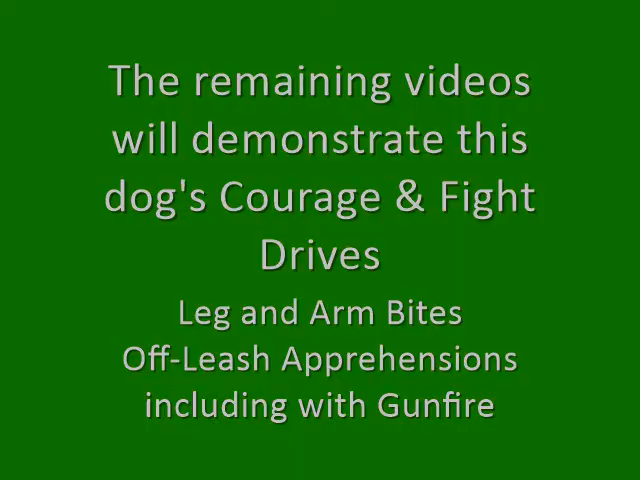 The remaining videos
will demonstrate this
dog's Courage & Fight
Drives
Leg and Arm Bites
Off-Leash Apprehensions
including with Gunfire